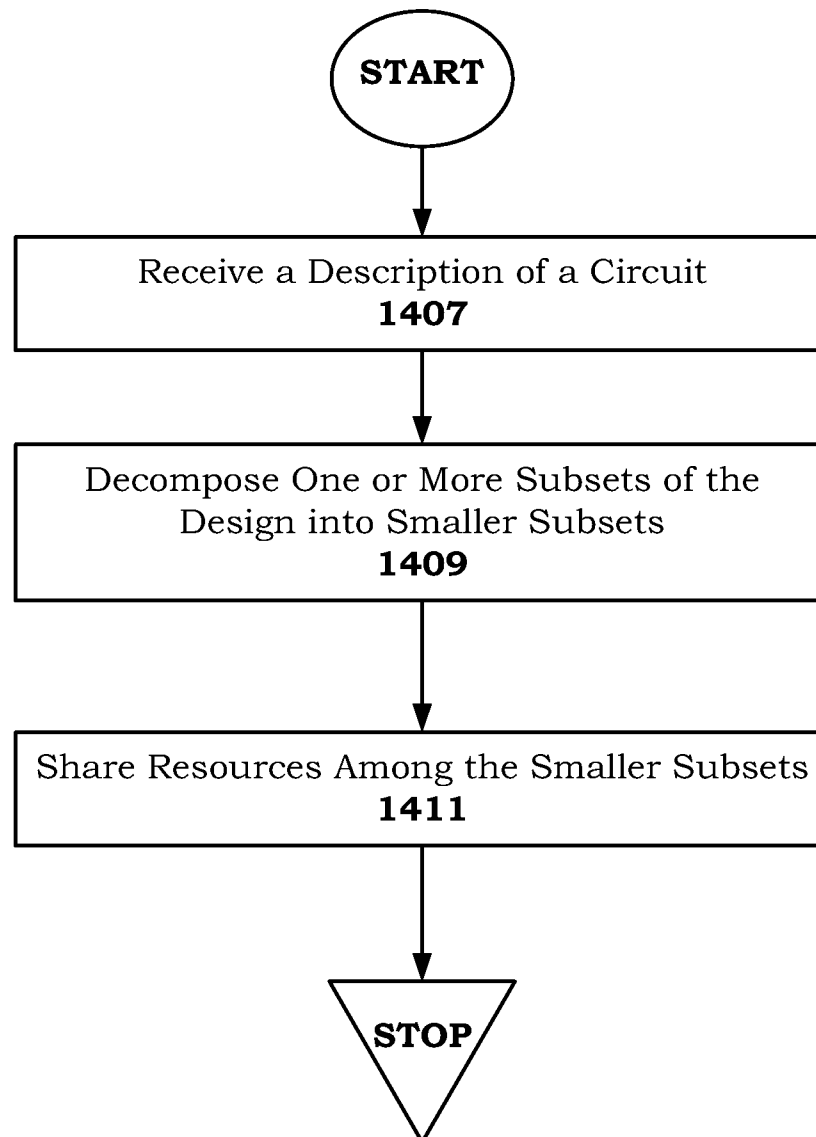 START
Receive a Description of a Circuit
1407
Decompose One or More Subsets of the
Design into Smaller Subsets
1409
Share Resources Among the Smaller Subsets
1411
STOP